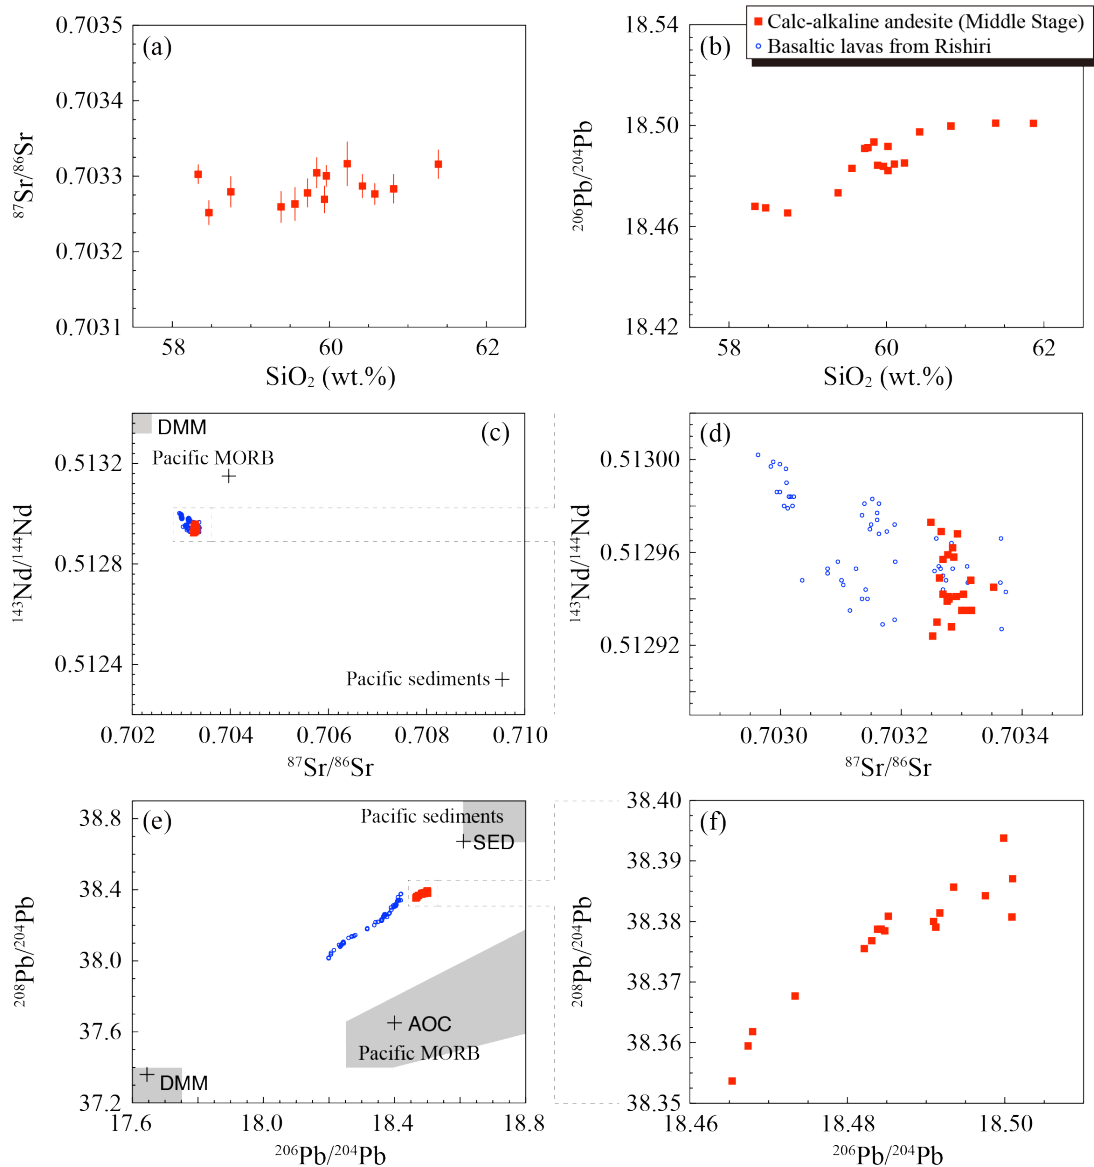 Calc-alkaline andesite (Middle Stage)
Basaltic lavas from Rishiri
(a)
⁸⁷Sr/⁸⁶Sr
0.7035
0.7034
0.7033
0.7032
0.7031
58 60 62
SiO₂ (wt.%)
(b)
²⁰⁶Pb/²⁰⁴Pb
18.54
18.50
18.46
18.42
58 60 62
SiO₂ (wt.%)
(c)
DMM
Pacific MORB
Pacific sediments
¹⁴³Nd/¹⁴⁴Nd
0.5132
0.5128
0.5124
0.702 0.704 0.706 0.708 0.710
⁸⁷Sr/⁸⁶Sr
(d)
¹⁴³Nd/¹⁴⁴Nd
0.51300
0.51296
0.51292
0.7030 0.7032 0.7034
⁸⁷Sr/⁸⁶Sr
(e)
Pacific sediments
SED
AOC
Pacific MORB
DMM
²⁰⁸Pb/²⁰⁴Pb
38.8
38.4
38.0
37.6
37.2
17.6 18.0 18.4 18.8
²⁰⁶Pb/²⁰⁴Pb
(f)
²⁰⁸Pb/²⁰⁴Pb
38.40
38.39
38.38
38.37
38.36
38.35
18.46 18.48 18.50
²⁰⁶Pb/²⁰⁴Pb